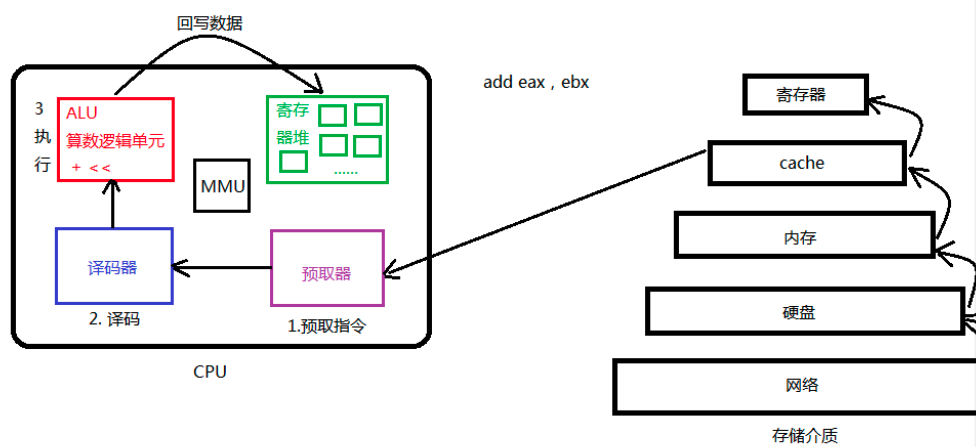 回写数据
3
执
行
ALU
算数逻辑单元
+ <<
寄存
器堆
......
MMU
译码器
2. 译码
预取器
1.预取指令
CPU
add eax , ebx
寄存器
cache
内存
硬盘
网络
存储介质